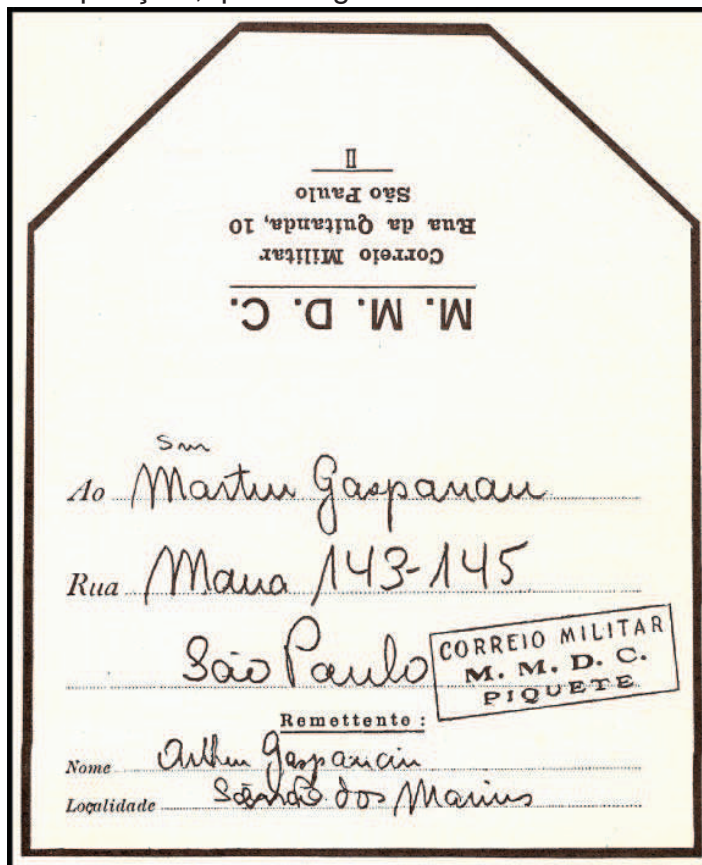 II
São Paulo
Rua da Quitanda, 10
Correio Militar
M. M. D. C.
Snr
Ao Martin Gasparian
Rua Maua 143-145
São Paulo
CORREIO MILITAR
M. M. D. C.
PIQUETE
Remettente :
Nome Arthur Gasparian
Localidade dos Marins